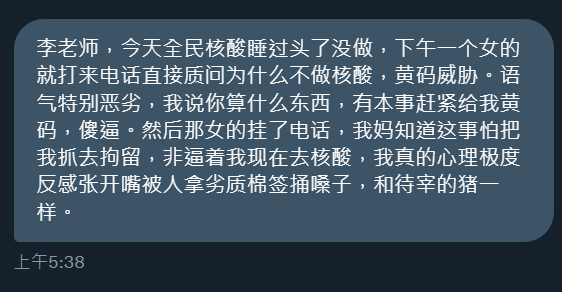 李老师，今天全民核酸睡过头了没做，下午一个女的
就打来电话直接质问为什么不做核酸，黄码威胁。语
气特别恶劣，我说你算什么东西，有本事赶紧给我黄
码，傻逼。然后那女的挂了电话，我妈知道这事怕把
我抓去拘留，非逼着我现在去核酸，我真的心理极度
反感张开嘴被人拿劣质棉签捅嗓子，和待宰的猪一
样。
上午5:38